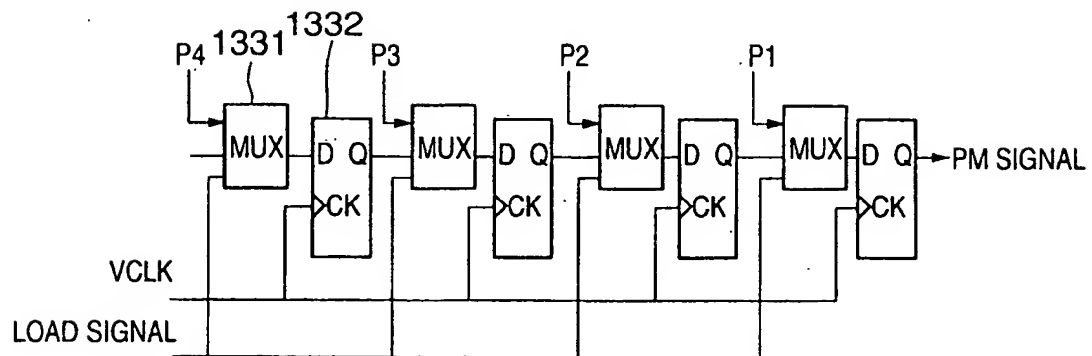 P4 1331 1332 P3 P2 P1
MUX D Q MUX D Q MUX D Q MUX D Q PM SIGNAL
CK CK CK CK
VCLK
LOAD SIGNAL